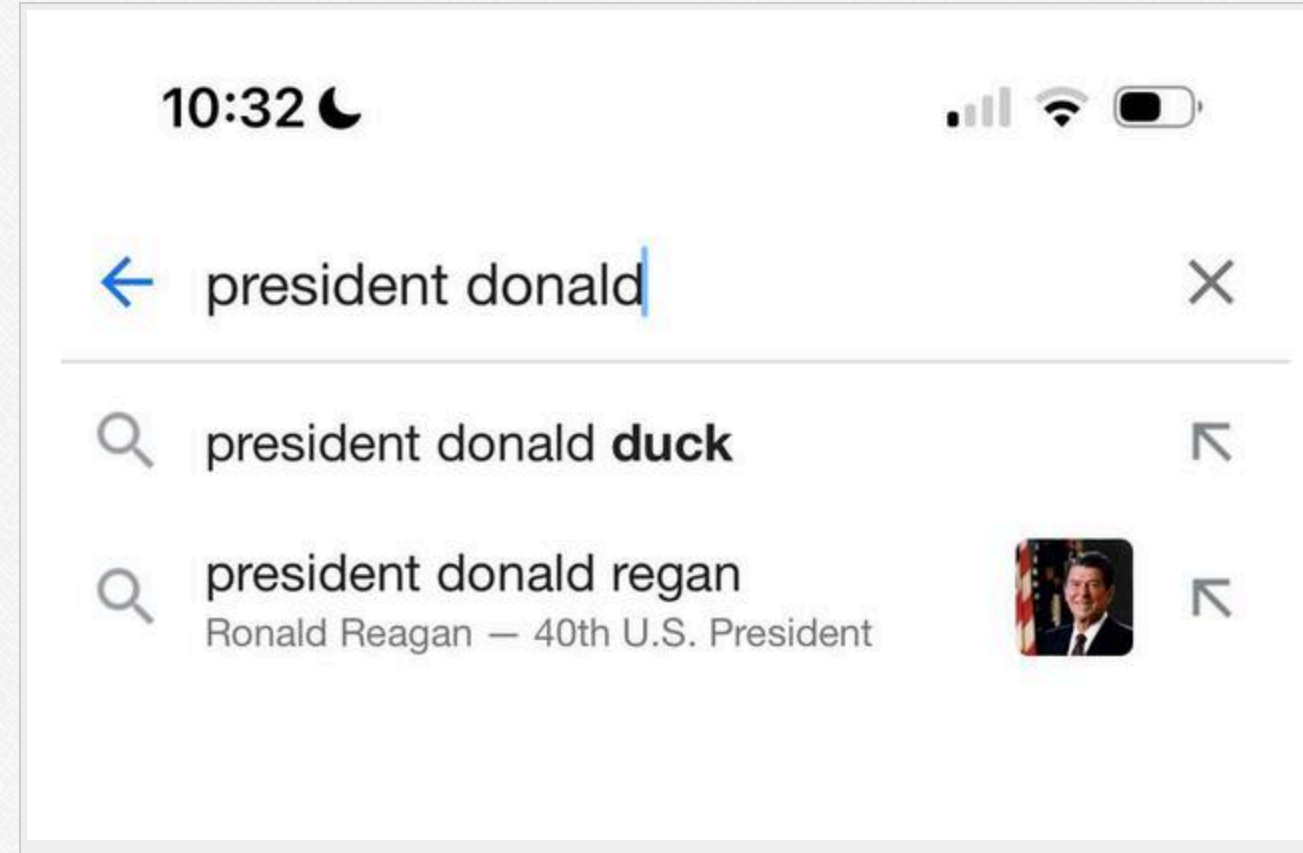 10:32
president donald
president donald duck
president donald regan
Ronald Reagan — 40th U.S. President